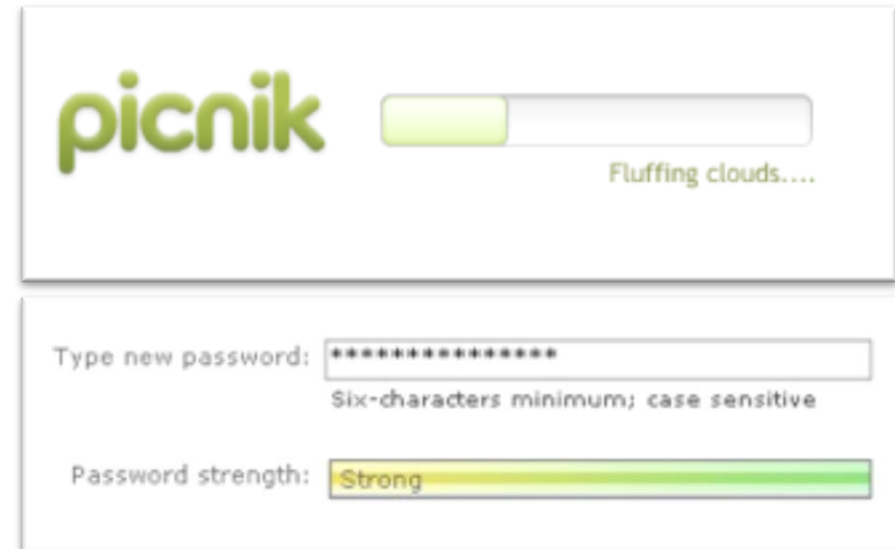 picnik
Fluffing clouds....
Type new password: ***************
Six-characters minimum; case sensitive
Password strength: Strong